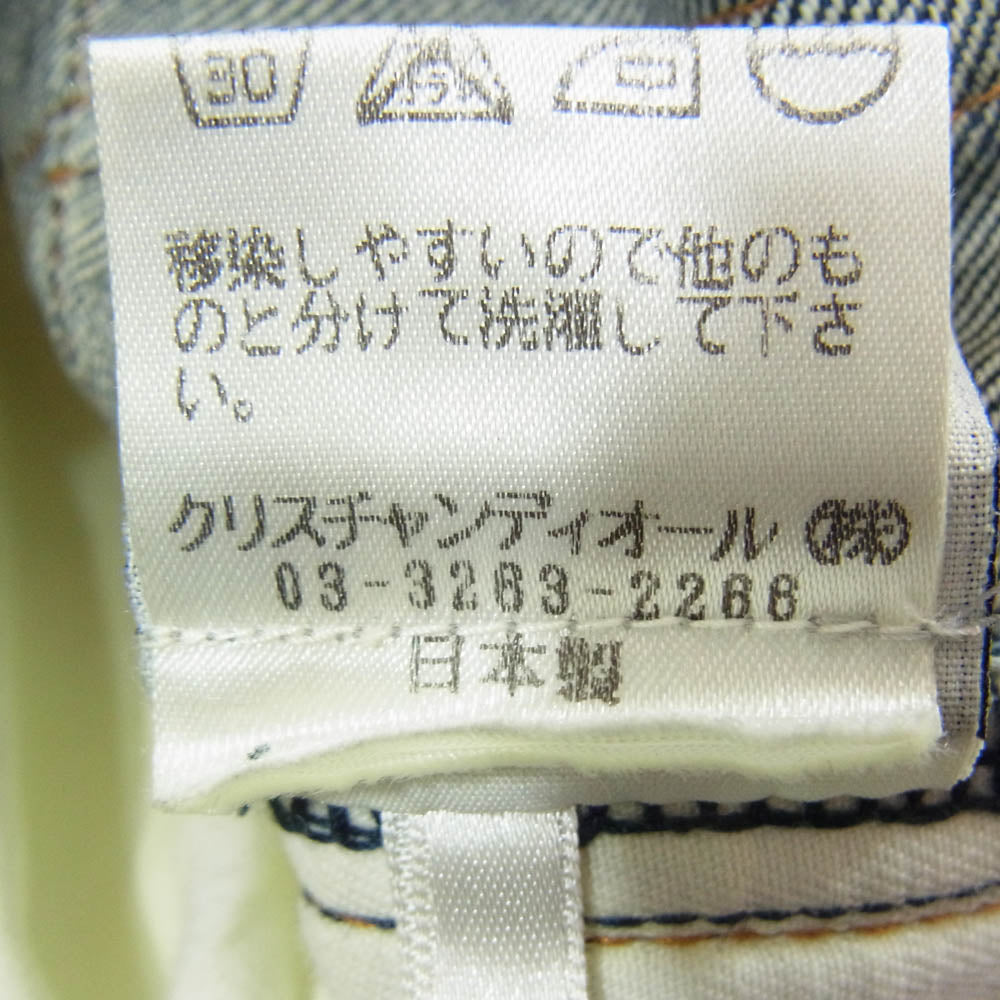 30 中
移染しやすいので他のも
のと分けて洗濯して下さ
い。
クリスチャンディオール ㈱
03-3263-2266
日本製